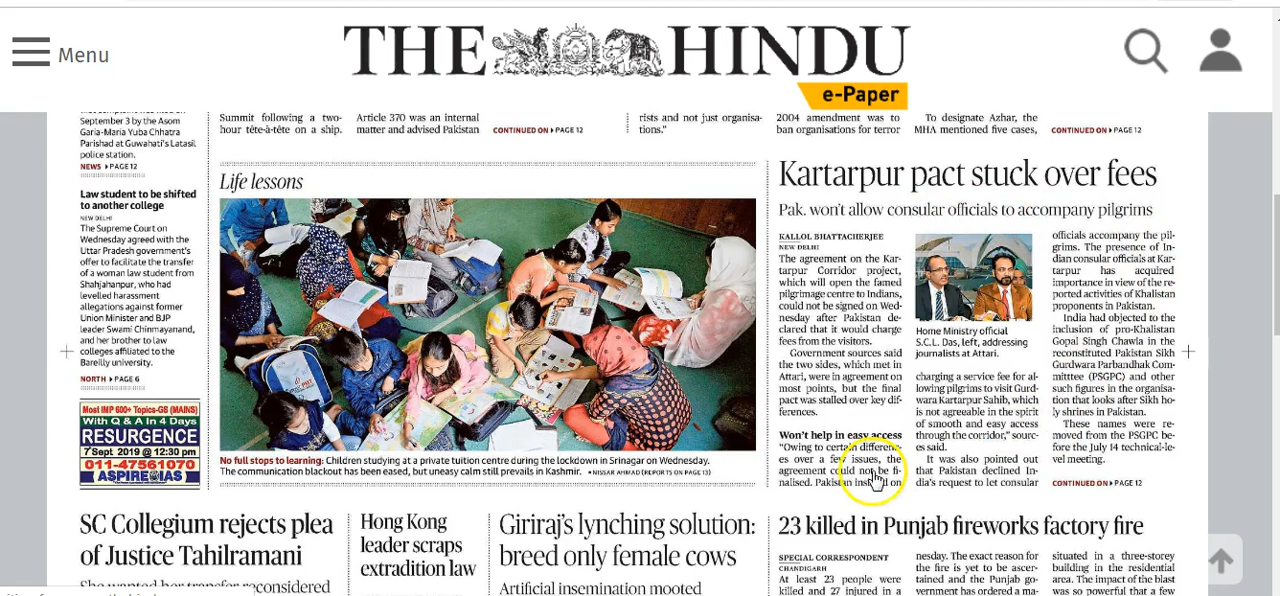 Menu
THE HINDU
e-Paper
September 3 by the Asom
Garia-Maria Yuba Chhatra
Parishad at Guwahati's Latasil
police station.
NEWS PAGE 12
Law student to be shifted
to another college
NEW DELHI
The Supreme Court on
Wednesday agreed with the
Uttar Pradesh government's
offer to facilitate the transfer
of a woman law student from
Shahjahanpur, who had
levelled harassment
allegations against former
Union Minister and BJP
leader Swami Chinmayanand,
and her brother to law
colleges affiliated to the
Bareilly university.
NORTH PAGE 6
Most IMP 600+ Topics-GS (MAINS)
With Q & A In 4 Days
RESURGENCE
7th Sept 2019 @ 12:30 pm
011-47561070
ASPIRE IAS
Summit following a two-
hour tête-à-tête on a ship.
Article 370 was an internal
matter and advised Pakistan
CONTINUED ON PAGE 12
rists and not just organisa-
tions."
2004 amendment was to
ban organisations for terror
To designate Azhar, the
MHA mentioned five cases,
CONTINUED ON PAGE 12
Life lessons
No full stops to learning: Children studying at a private tuition centre during the lockdown in Srinagar on Wednesday.
The communication blackout has been eased, but uneasy calm still prevails in Kashmir. NISSAR AHMAD (REPORTS ON PAGE 13)
Kartarpur pact stuck over fees
Pak. won't allow consular officials to accompany pilgrims
KALLOL BHATTACHERJEE
NEW DELHI
The agreement on the Kar-
tarpur Corridor project,
which will open the famed
pilgrimage centre to Indians,
could not be signed on Wed-
nesday after Pakistan de-
clared that it would charge
fees from the visitors.
Government sources said
the two sides, which met in
Attari, were in agreement on
most points, but the final
pact was stalled over key dif-
ferences.
Won't help in easy access
"Owing to certain differenc-
es over a few issues, the
agreement could not be fi-
nalised. Pakistan insisted on
Home Ministry official
S.C.L. Das, left, addressing
journalists at Attari.
charging a service fee for al-
lowing pilgrims to visit Gurd-
wara Kartarpur Sahib, which
is not agreeable in the spirit
of smooth and easy access
through the corridor," sourc-
es said.
It was also pointed out
that Pakistan declined In-
dia's request to let consular
officials accompany the pil-
grims. The presence of In-
dian consular officials at Kar-
tarpur has acquired
importance in view of the re-
ported activities of Khalistan
proponents in Pakistan.
India had objected to the
inclusion of pro-Khalistan
Gopal Singh Chawla in the
reconstituted Pakistan Sikh
Gurdwara Parbandhak Com-
mitttee (PSGPC) and other
such figures in the organisa-
tion that looks after Sikh ho-
ly shrines in Pakistan.
These names were re-
moved from the PSGPC be-
fore the July 14 technical-le-
vel meeting.
CONTINUED ON PAGE 12
SC Collegium rejects plea
of Justice Tahilramani
She wanted her transfer reconsidered
Hong Kong
leader scraps
extradition law
Giriraj's lynching solution:
breed only female cows
Artificial insemination mooted
23 killed in Punjab fireworks factory fire
SPECIAL CORRESPONDENT
CHANDIGARH
At least 23 people were
killed and 27 injured in a
nesday. The exact reason for
the fire is yet to be ascer-
tained and the Punjab go-
vernment has ordered a ma-
situated in a three-storey
building in the residential
area. The impact of the blast
was so powerful that a few